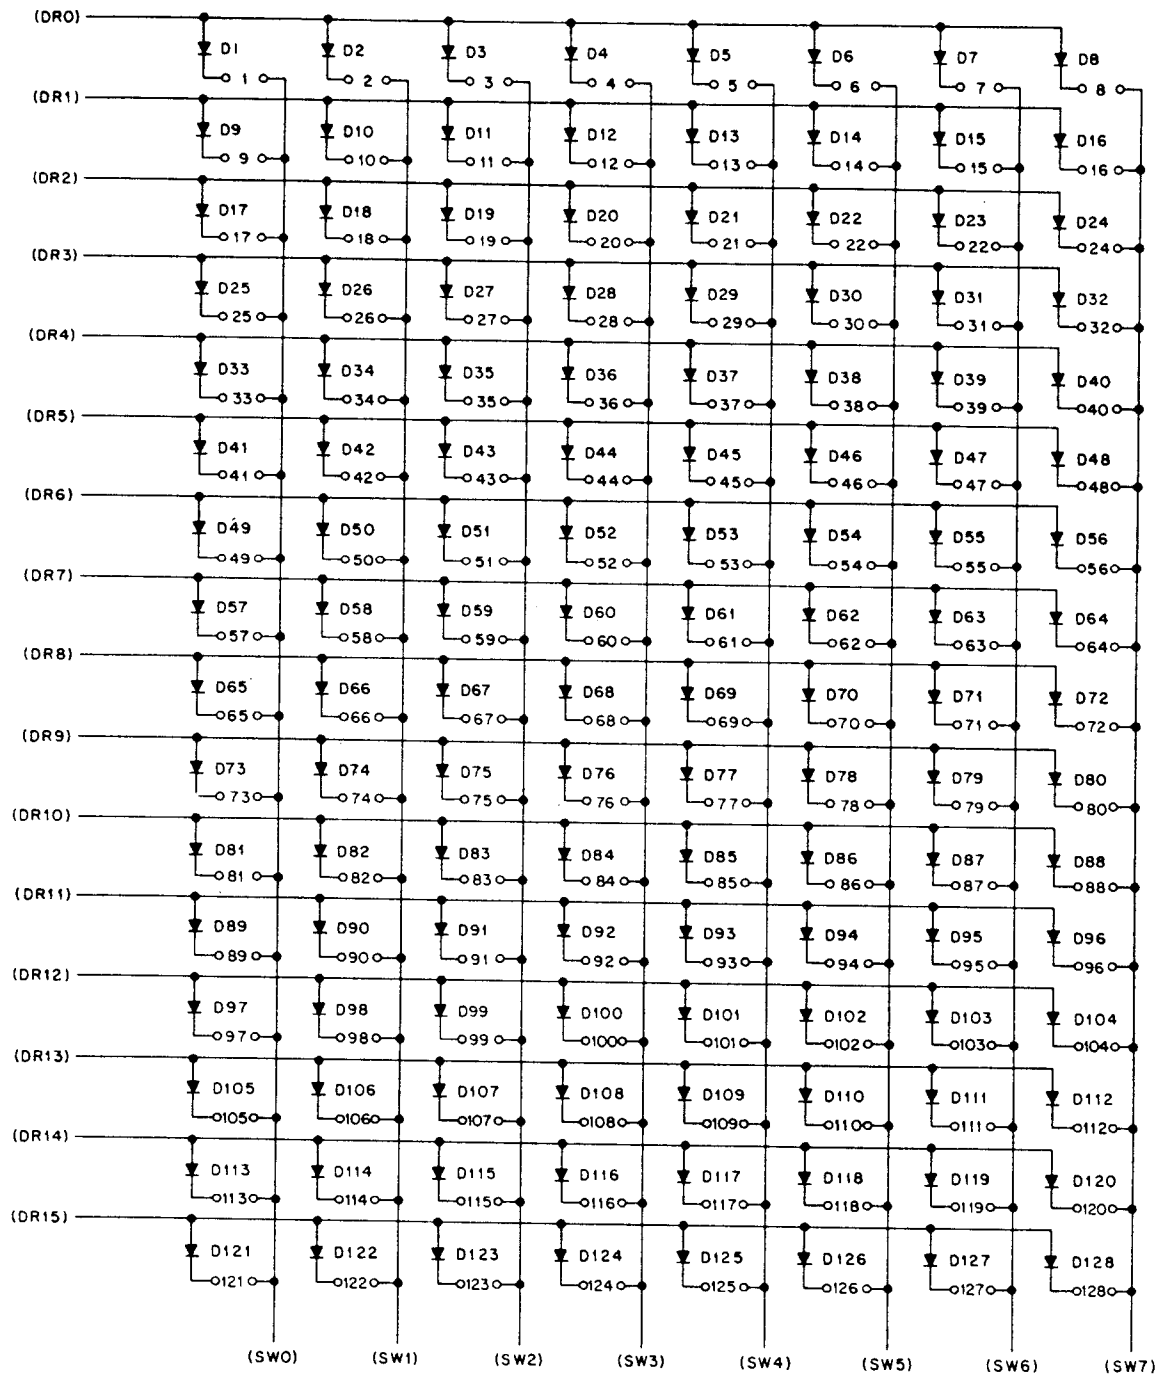 (DR0)
D1 D2 D3 D4 D5 D6 D7 D8
1 2 3 4 5 6 7 8
(DR1)
D9 D10 D11 D12 D13 D14 D15 D16
9 10 11 12 13 14 15 16
(DR2)
D17 D18 D19 D20 D21 D22 D23 D24
17 18 19 20 21 22 22 24
(DR3)
D25 D26 D27 D28 D29 D30 D31 D32
25 26 27 28 29 30 31 32
(DR4)
D33 D34 D35 D36 D37 D38 D39 D40
33 34 35 36 37 38 39 40
(DR5)
D41 D42 D43 D44 D45 D46 D47 D48
41 42 43 44 45 46 47 48
(DR6)
D49 D50 D51 D52 D53 D54 D55 D56
49 50 51 52 53 54 55 56
(DR7)
D57 D58 D59 D60 D61 D62 D63 D64
57 58 59 60 61 62 63 64
(DR8)
D65 D66 D67 D68 D69 D70 D71 D72
65 66 67 68 69 70 71 72
(DR9)
D73 D74 D75 D76 D77 D78 D79 D80
73 74 75 76 77 78 79 80
(DR10)
D81 D82 D83 D84 D85 D86 D87 D88
81 82 83 84 85 86 87 88
(DR11)
D89 D90 D91 D92 D93 D94 D95 D96
89 90 91 92 93 94 95 96
(DR12)
D97 D98 D99 D100 D101 D102 D103 D104
97 98 99 100 101 102 103 104
(DR13)
D105 D106 D107 D108 D109 D110 D111 D112
105 106 107 108 109 110 111 112
(DR14)
D113 D114 D115 D116 D117 D118 D119 D120
113 114 115 116 117 118 119 120
(DR15)
D121 D122 D123 D124 D125 D126 D127 D128
121 122 123 124 125 126 127 128
(SW0) (SW1) (SW2) (SW3) (SW4) (SW5) (SW6) (SW7)